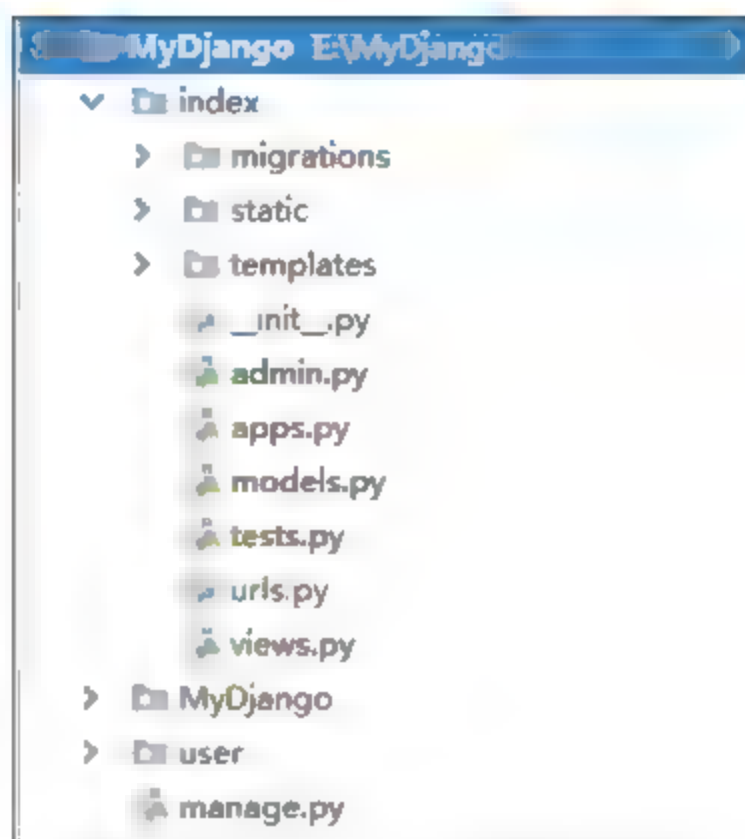 MyDjango E:\MyDjango
index
migrations
static
templates
__init__.py
admin.py
apps.py
models.py
tests.py
urls.py
views.py
MyDjango
user
manage.py